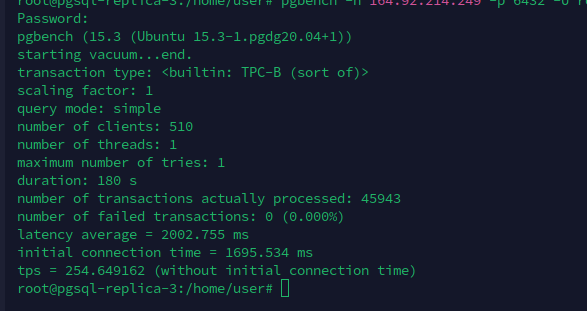 root@pgsql-replica-3:/home/user# pgbench -h 164.92.214.249 -p 6432 -U
Password:
pgbench (15.3 (Ubuntu 15.3-1.pgdg20.04+1))
starting vacuum...end.
transaction type: <builtin: TPC-B (sort of)>
scaling factor: 1
query mode: simple
number of clients: 510
number of threads: 1
maximum number of tries: 1
duration: 180 s
number of transactions actually processed: 45943
number of failed transactions: 0 (0.000%)
latency average = 2002.755 ms
initial connection time = 1695.534 ms
tps = 254.649162 (without initial connection time)
root@pgsql-replica-3:/home/user#